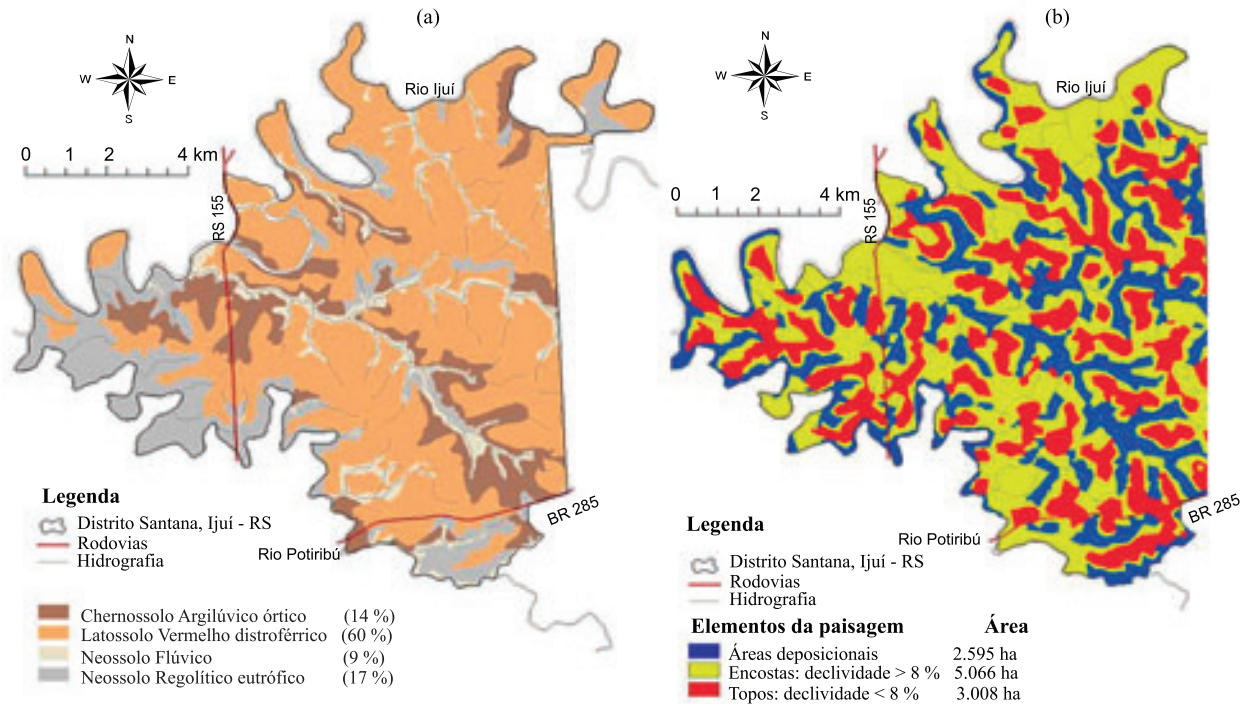 (a)
N
W E
S
Rio Ijuí
0 1 2 4 km
RS 155
BR 285
Rio Potiribú
Legenda
Distrito Santana, Ijuí - RS
Rodovias
Hidrografia
Chernossolo Argilúvico órtico (14 %)
Latossolo Vermelho distroférrico (60 %)
Neossolo Flúvico (9 %)
Neossolo Regolítico eutrófico (17 %)
(b)
N
W E
S
Rio Ijuí
0 1 2 4 km
RS 155
BR 285
Rio Potiribú
Legenda
Distrito Santana, Ijuí - RS
Rodovias
Hidrografia
Elementos da paisagem Área
Áreas deposicionais 2.595 ha
Encostas: declividade > 8 % 5.066 ha
Topos: declividade < 8 % 3.008 ha